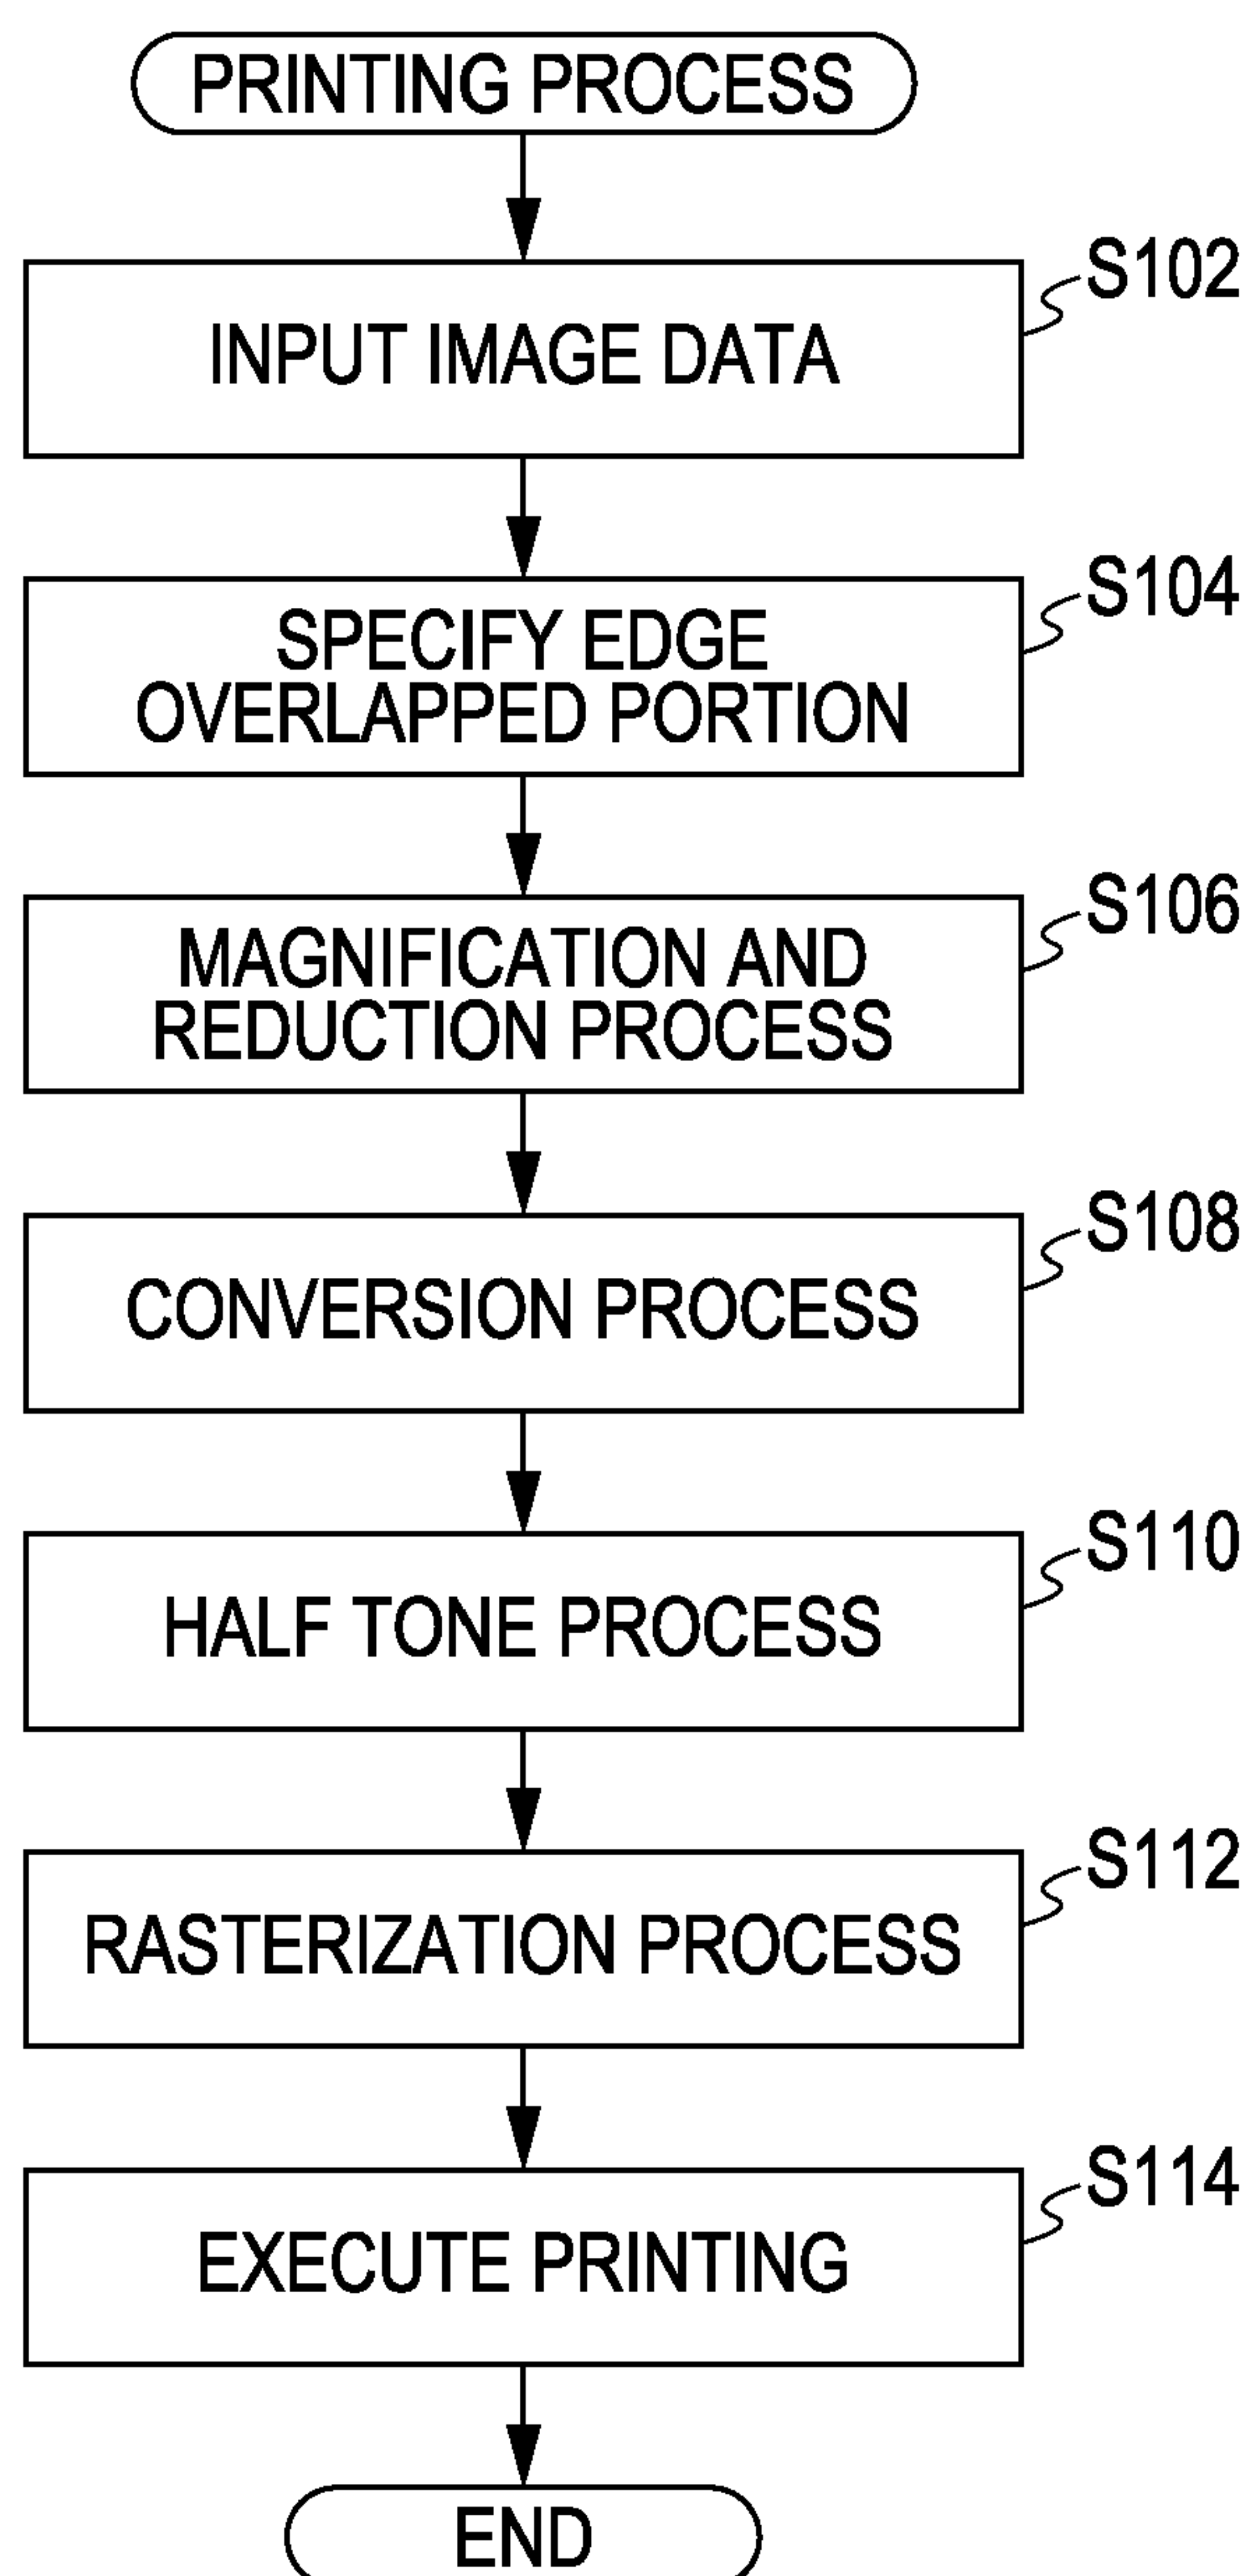 PRINTING PROCESS
S102
INPUT IMAGE DATA
S104
SPECIFY EDGE
OVERLAPPED PORTION
S106
MAGNIFICATION AND
REDUCTION PROCESS
S108
CONVERSION PROCESS
S110
HALF TONE PROCESS
S112
RASTERIZATION PROCESS
S114
EXECUTE PRINTING
END